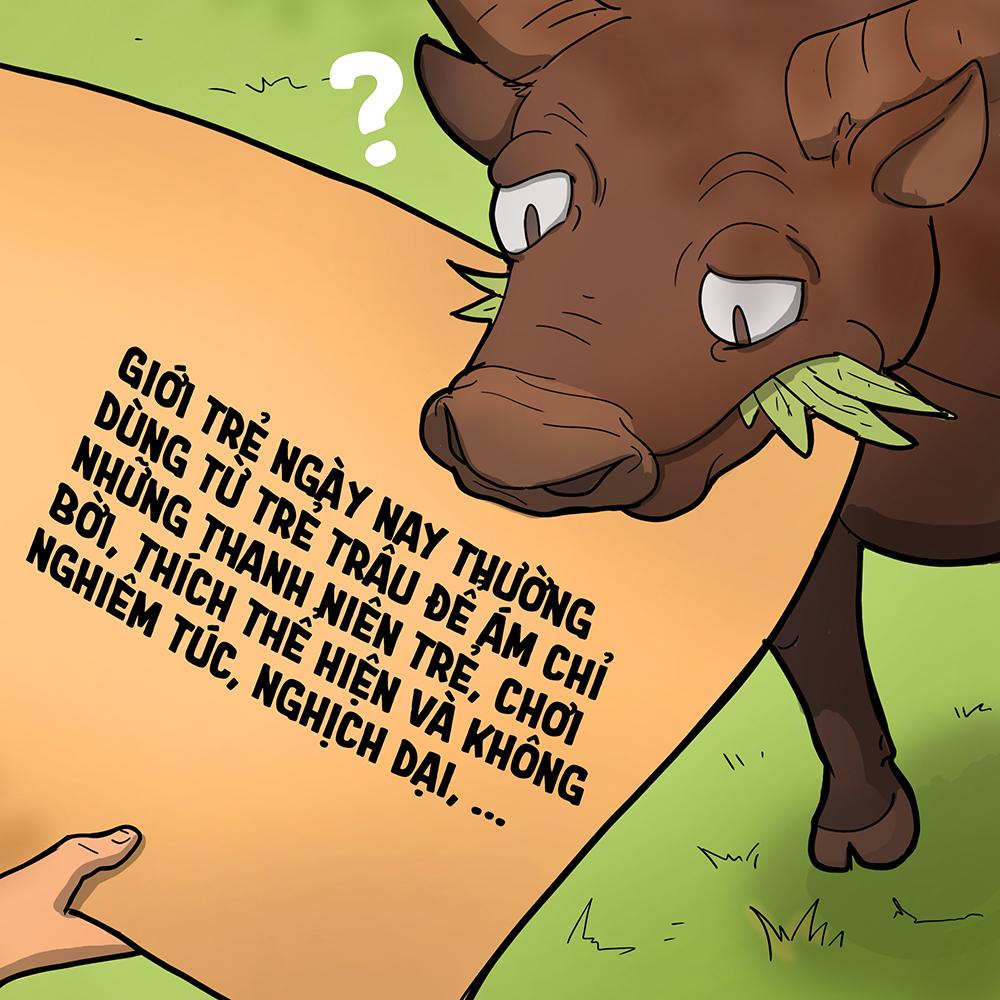 ?
GIỚI TRẺ NGÀY NAY THƯỜNG
DÙNG TỪ TRẺ TRÂU ĐỂ ÁM CHỈ
NHỮNG THANH NIÊN TRẺ, CHƠI
BỜI, THÍCH THỂ HIỆN VÀ KHÔNG
NGHIÊM TÚC, NGHỊCH DẠI, ...